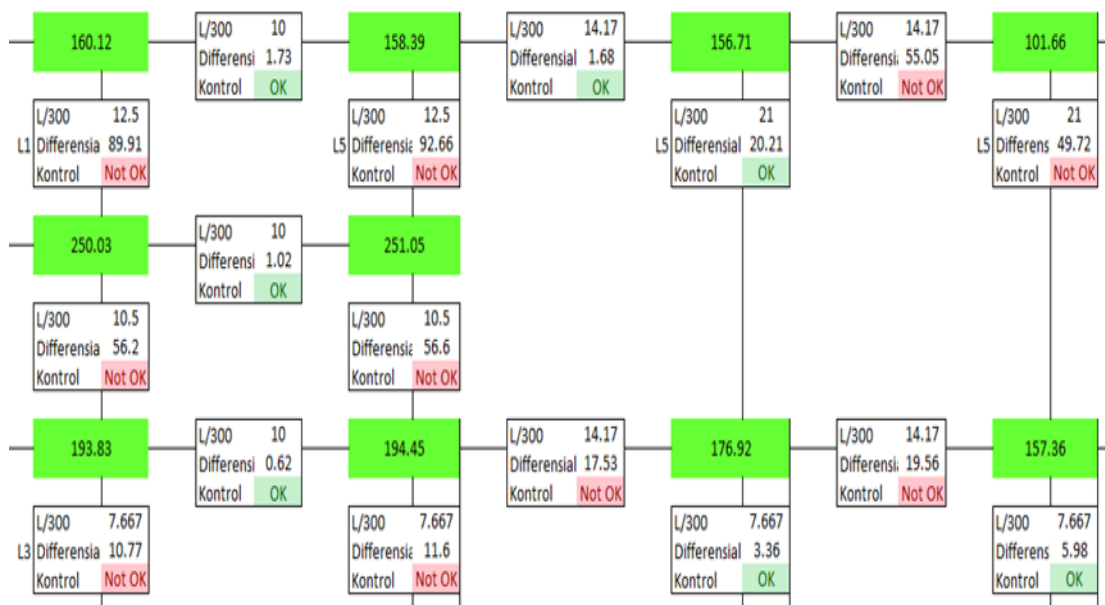 160.12
L/300 10
Differensi 1.73
Kontrol OK
158.39
L/300 14.17
Differensial 1.68
Kontrol OK
156.71
L/300 14.17
Differensi 55.05
Kontrol Not OK
101.66
L1
L/300 12.5
Differensia 89.91
Kontrol Not OK
L5
L/300 12.5
Differensia 92.66
Kontrol Not OK
L5
L/300 21
Differensial 20.21
Kontrol OK
L5
L/300 21
Differens 49.72
Kontrol Not OK
250.03
L/300 10
Differensi 1.02
Kontrol OK
251.05
L/300 10.5
Differensia 56.2
Kontrol Not OK
L/300 10.5
Differensia 56.6
Kontrol Not OK
193.83
L/300 10
Differensi 0.62
Kontrol OK
194.45
L/300 14.17
Differensial 17.53
Kontrol Not OK
176.92
L/300 14.17
Differensi 19.56
Kontrol Not OK
157.36
L3
L/300 7.667
Differensia 10.77
Kontrol Not OK
L/300 7.667
Differensia 11.6
Kontrol Not OK
L/300 7.667
Differensial 3.36
Kontrol OK
L/300 7.667
Differens 5.98
Kontrol OK